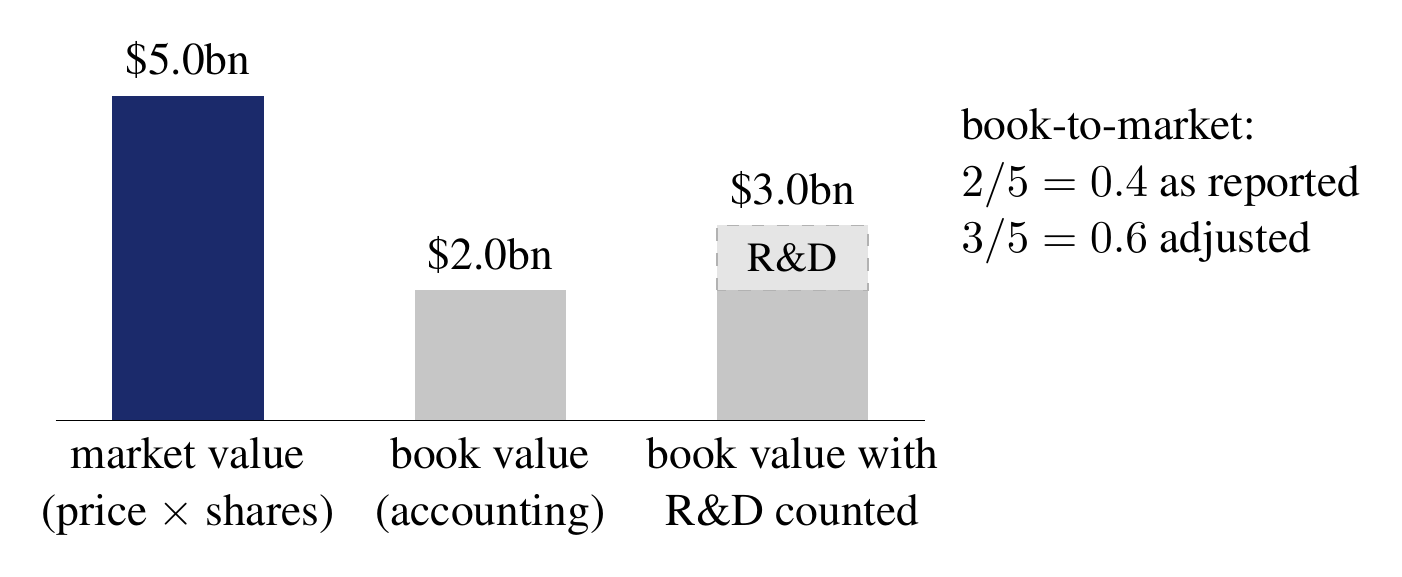 $5.0bn
book-to-market:
2/5 = 0.4 as reported
3/5 = 0.6 adjusted
$3.0bn
R&D
$2.0bn
market value
(price × shares)
book value
(accounting)
book value with
R&D counted